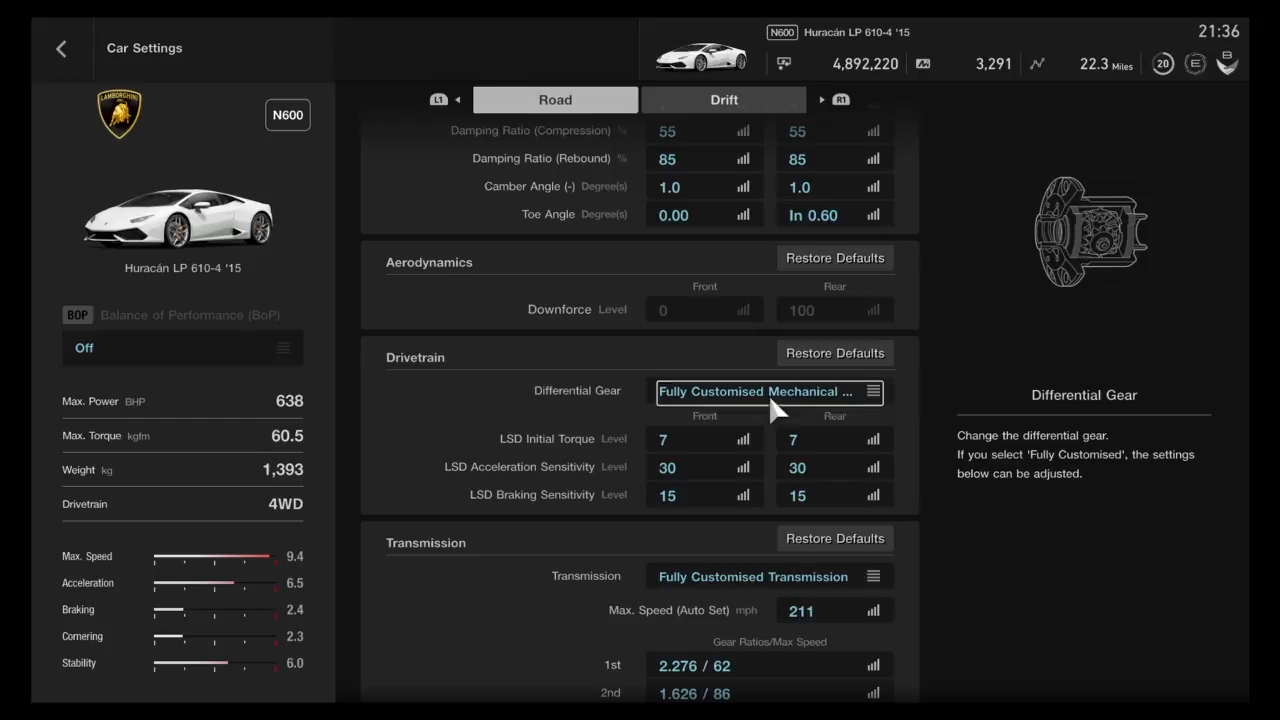 Car Settings
N600 Huracán LP 610-4 '15
21:36
4,892,220
3,291
22.3 Miles
20
E
B
LAMBORGHINI
N600
Huracán LP 610-4 '15
BOP Balance of Performance (BoP)
Off
Max. Power BHP 638
Max. Torque kgfm 60.5
Weight kg 1,393
Drivetrain 4WD
Max. Speed 9.4
Acceleration 6.5
Braking 2.4
Cornering 2.3
Stability 6.0
L1 Road Drift R1
Damping Ratio (Compression) % 55 55
Damping Ratio (Rebound) % 85 85
Camber Angle (-) Degree(s) 1.0 1.0
Toe Angle Degree(s) 0.00 In 0.60
Aerodynamics Restore Defaults
Front Rear
Downforce Level 0 100
Drivetrain Restore Defaults
Differential Gear Fully Customised Mechanical ...
Front Rear
LSD Initial Torque Level 7 7
LSD Acceleration Sensitivity Level 30 30
LSD Braking Sensitivity Level 15 15
Transmission Restore Defaults
Transmission Fully Customised Transmission
Max. Speed (Auto Set) mph 211
Gear Ratios/Max Speed
1st 2.276 / 62
2nd 1.626 / 86
Differential Gear
Change the differential gear.
If you select 'Fully Customised', the settings
below can be adjusted.